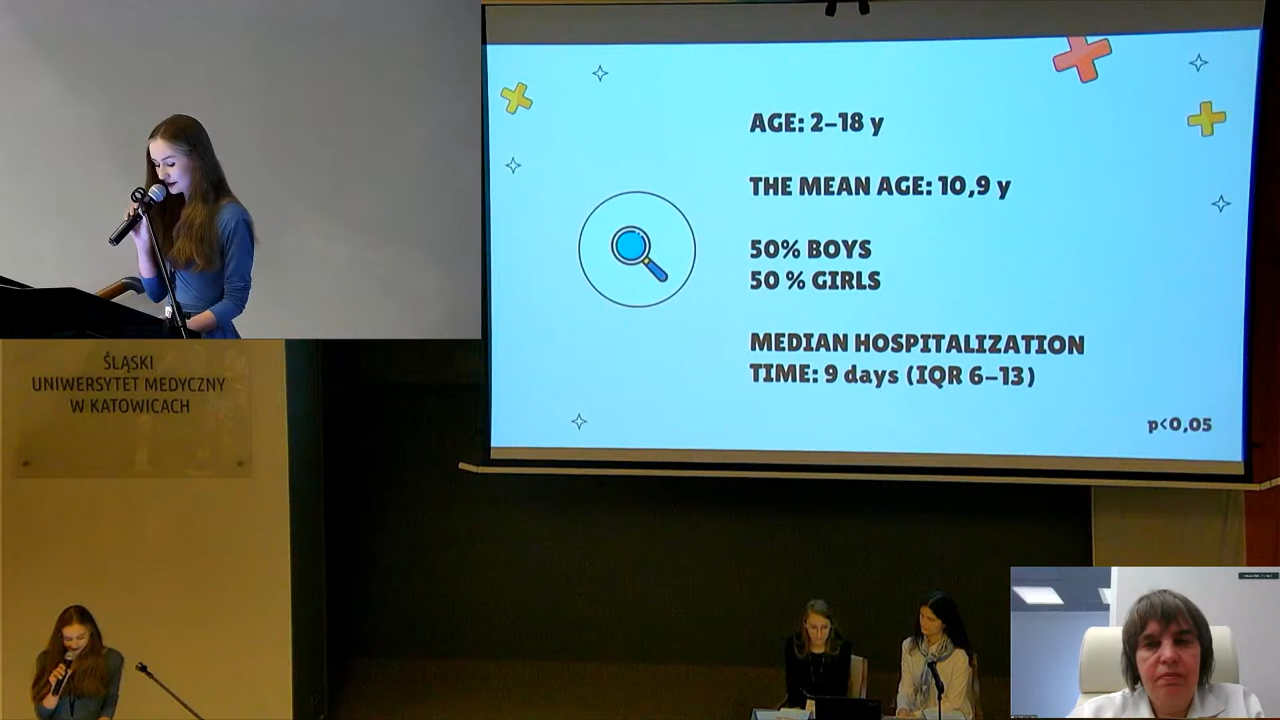 AGE: 2-18 y
THE MEAN AGE: 10,9 y
50% BOYS
50 % GIRLS
MEDIAN HOSPITALIZATION
TIME: 9 days (IQR 6-13)
p<0,05
ŚLĄSKI
UNIWERSYTET MEDYCZNY
W KATOWICACH